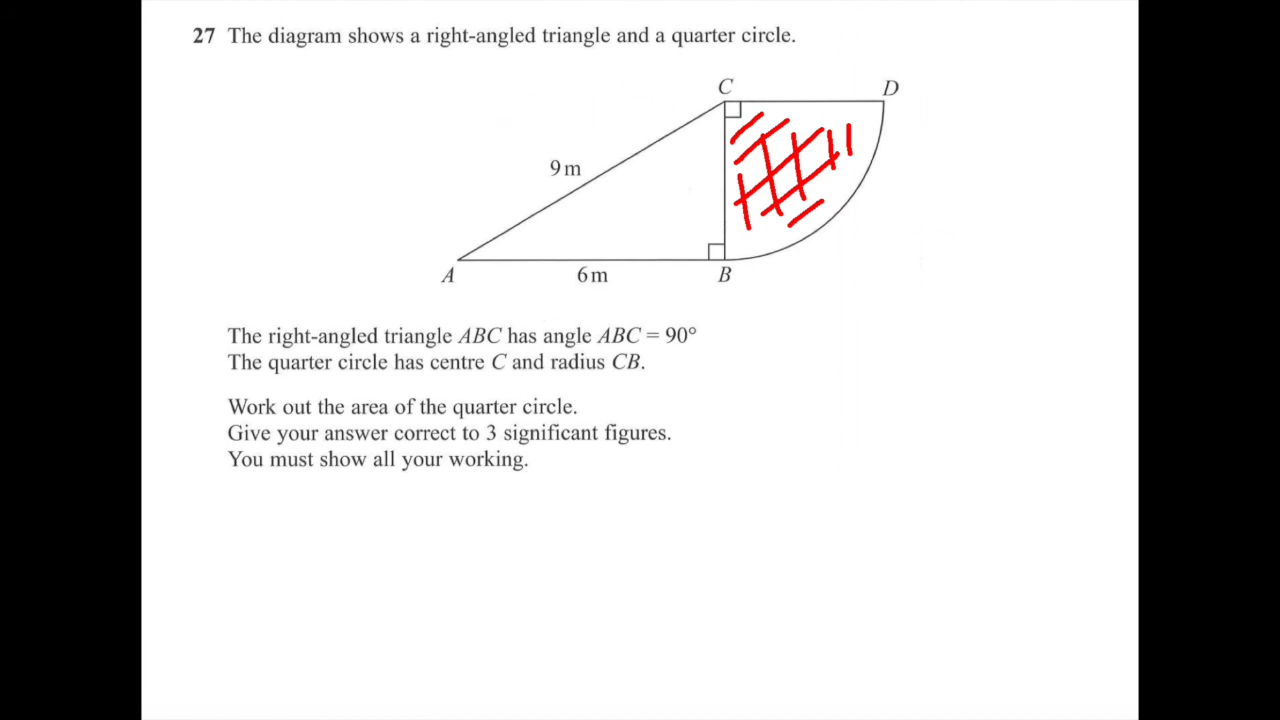 27 The diagram shows a right-angled triangle and a quarter circle.
C
D
9 m
A
6 m
B
The right-angled triangle ABC has angle ABC = 90°
The quarter circle has centre C and radius CB.
Work out the area of the quarter circle.
Give your answer correct to 3 significant figures.
You must show all your working.